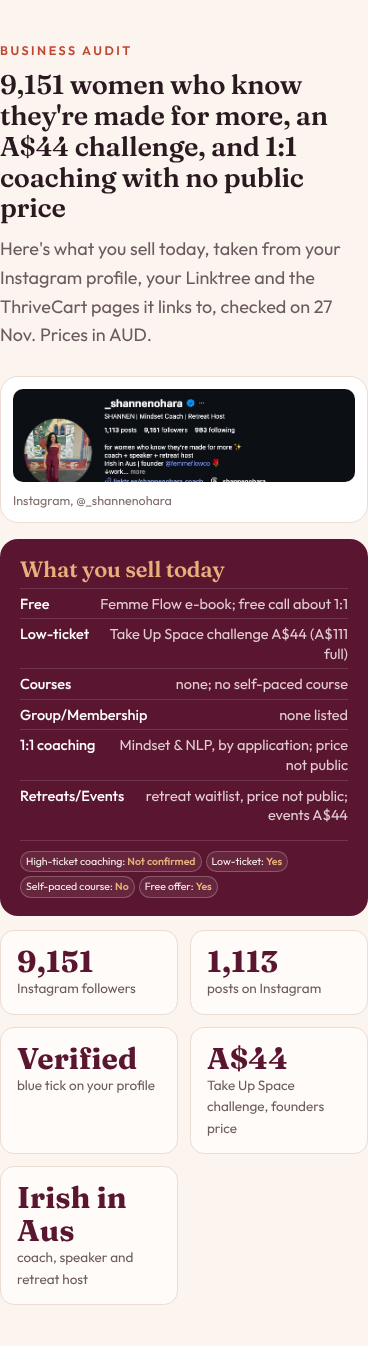 BUSINESS AUDIT
9,151 women who know
they're made for more, an
A$44 challenge, and 1:1
coaching with no public
price
Here's what you sell today, taken from your
Instagram profile, your Linktree and the
ThriveCart pages it links to, checked on 27
Nov. Prices in AUD.
_shannenohara
SHANNEN | Mindset Coach | Retreat Host
1,113 posts 9,151 followers 983 following
for women who know they're made for more ✨
coach + speaker + retreat host
Irish in Aus | founder @femmeflowco 🌹
↓work... more
Instagram, @_shannenohara
What you sell today
Free Femme Flow e-book; free call about 1:1
Low-ticket Take Up Space challenge A$44 (A$111
full)
Courses none; no self-paced course
Group/Membership none listed
1:1 coaching Mindset & NLP, by application; price
not public
Retreats/Events retreat waitlist, price not public;
events A$44
High-ticket coaching: Not confirmed Low-ticket: Yes
Self-paced course: No Free offer: Yes
9,151
Instagram followers
1,113
posts on Instagram
Verified
blue tick on your profile
A$44
Take Up Space
challenge, founders
price
Irish in
Aus
coach, speaker and
retreat host